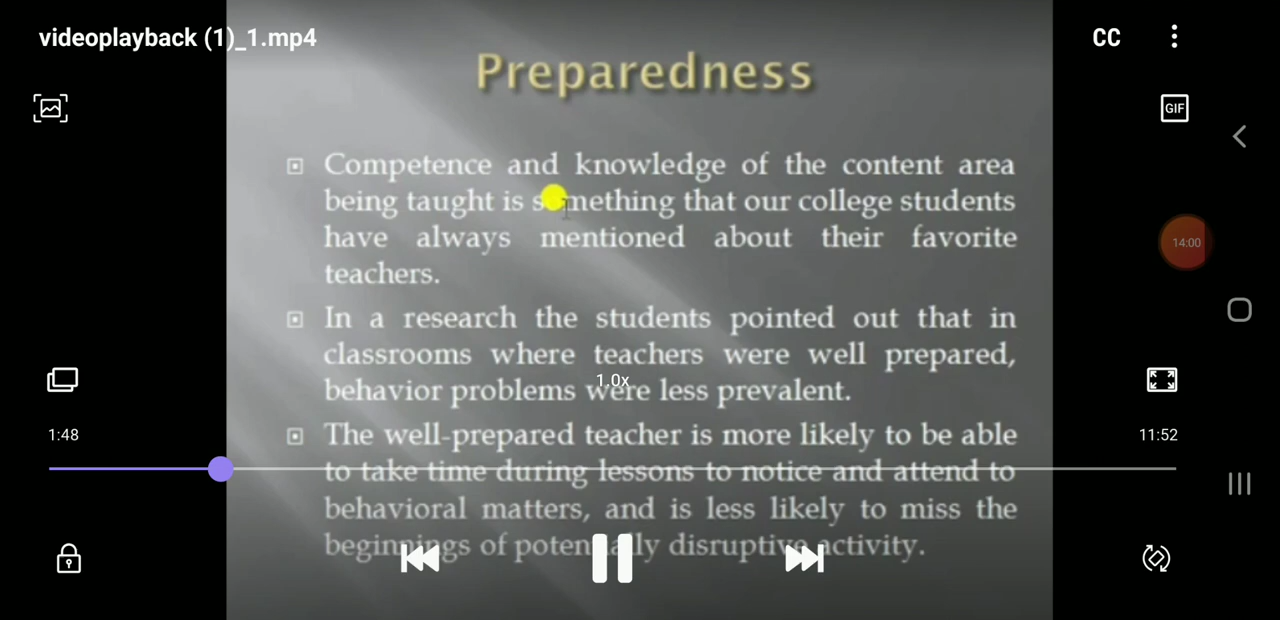 videoplayback (1)_1.mp4
CC
Preparedness
GIF
Competence and knowledge of the content area
being taught is something that our college students
have always mentioned about their favorite
teachers.
14:00
In a research the students pointed out that in
classrooms where teachers were well prepared,
1.0x
behavior problems were less prevalent.
1:48
11:52
The well-prepared teacher is more likely to be able
to take time during lessons to notice and attend to
behavioral matters, and is less likely to miss the
beginnings of potentially disruptive activity.